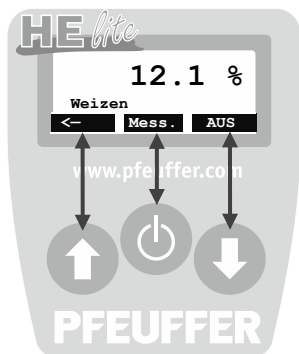 HE lite
12.1 %
Weizen
<— Mess. AUS
www.pfeuffer.com
PFEUFFER